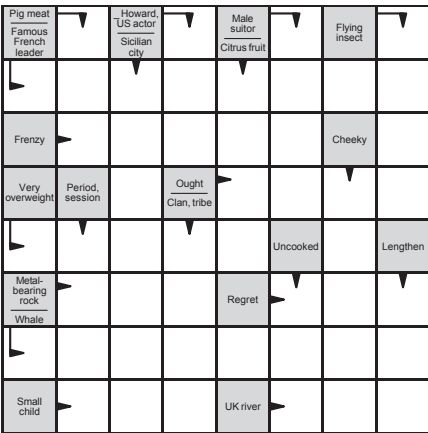 Pig meat
Famous
French
leader
_Howard,
US actor
Sicilian
city
Male
suitor
Citrus fruit
Flying
insect
Frenzy
Cheeky
Very
overweight
Period,
session
Ought
Clan, tribe
Uncooked
Lengthen
Metal-
bearing
rock
Whale
Regret
Small
child
UK river